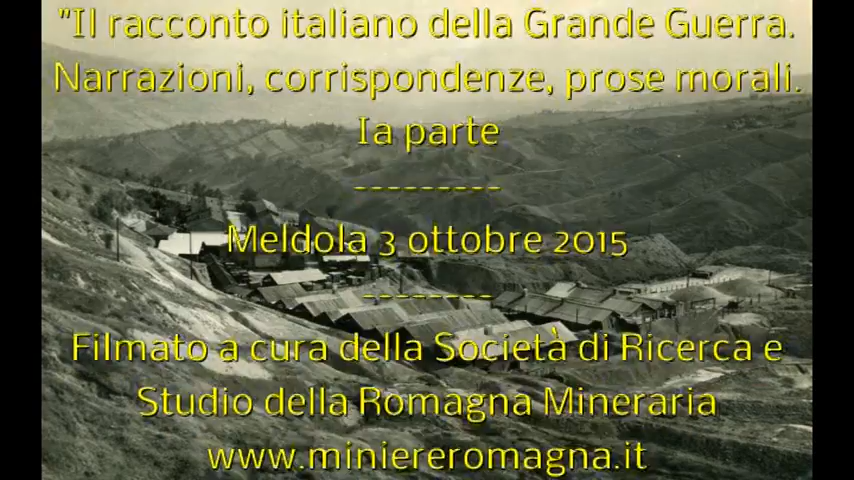 "Il racconto italiano della Grande Guerra.
Narrazioni, corrispondenze, prose morali.
Ia parte
---------
Meldola 3 ottobre 2015
--------
Filmato a cura della Società di Ricerca e
Studio della Romagna Mineraria
www.miniereromagna.it